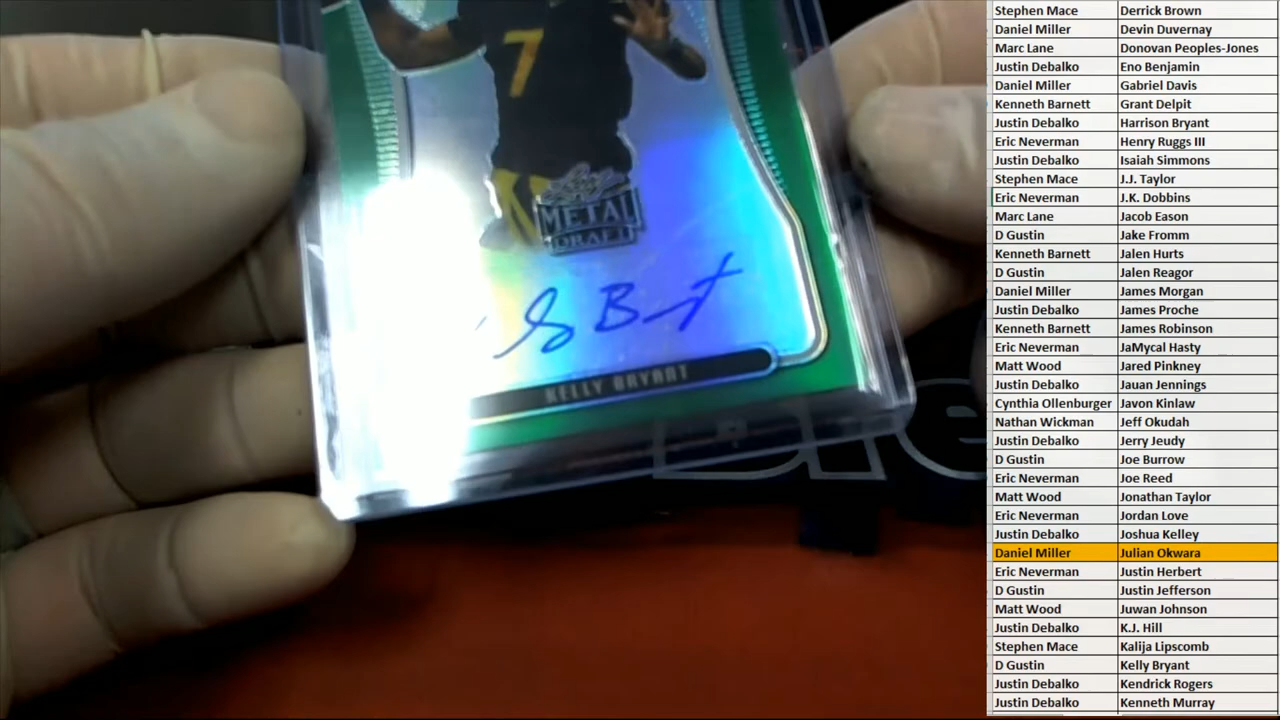 7
Leaf
METAL
DRAFT
KELLY BRYANT
Stephen Mace Derrick Brown
Daniel Miller Devin Duvernay
Marc Lane Donovan Peoples-Jones
Justin Debalko Eno Benjamin
Daniel Miller Gabriel Davis
Kenneth Barnett Grant Delpit
Justin Debalko Harrison Bryant
Eric Neverman Henry Ruggs III
Justin Debalko Isaiah Simmons
Stephen Mace J.J. Taylor
Eric Neverman J.K. Dobbins
Marc Lane Jacob Eason
D Gustin Jake Fromm
Kenneth Barnett Jalen Hurts
D Gustin Jalen Reagor
Daniel Miller James Morgan
Justin Debalko James Proche
Kenneth Barnett James Robinson
Eric Neverman JaMycal Hasty
Matt Wood Jared Pinkney
Justin Debalko Jauan Jennings
Cynthia Ollenburger Javon Kinlaw
Nathan Wickman Jeff Okudah
Justin Debalko Jerry Jeudy
D Gustin Joe Burrow
Eric Neverman Joe Reed
Matt Wood Jonathan Taylor
Eric Neverman Jordan Love
Justin Debalko Joshua Kelley
Daniel Miller Julian Okwara
Eric Neverman Justin Herbert
D Gustin Justin Jefferson
Matt Wood Juwan Johnson
Justin Debalko K.J. Hill
Stephen Mace Kalija Lipscomb
D Gustin Kelly Bryant
Justin Debalko Kendrick Rogers
Justin Debalko Kenneth Murray